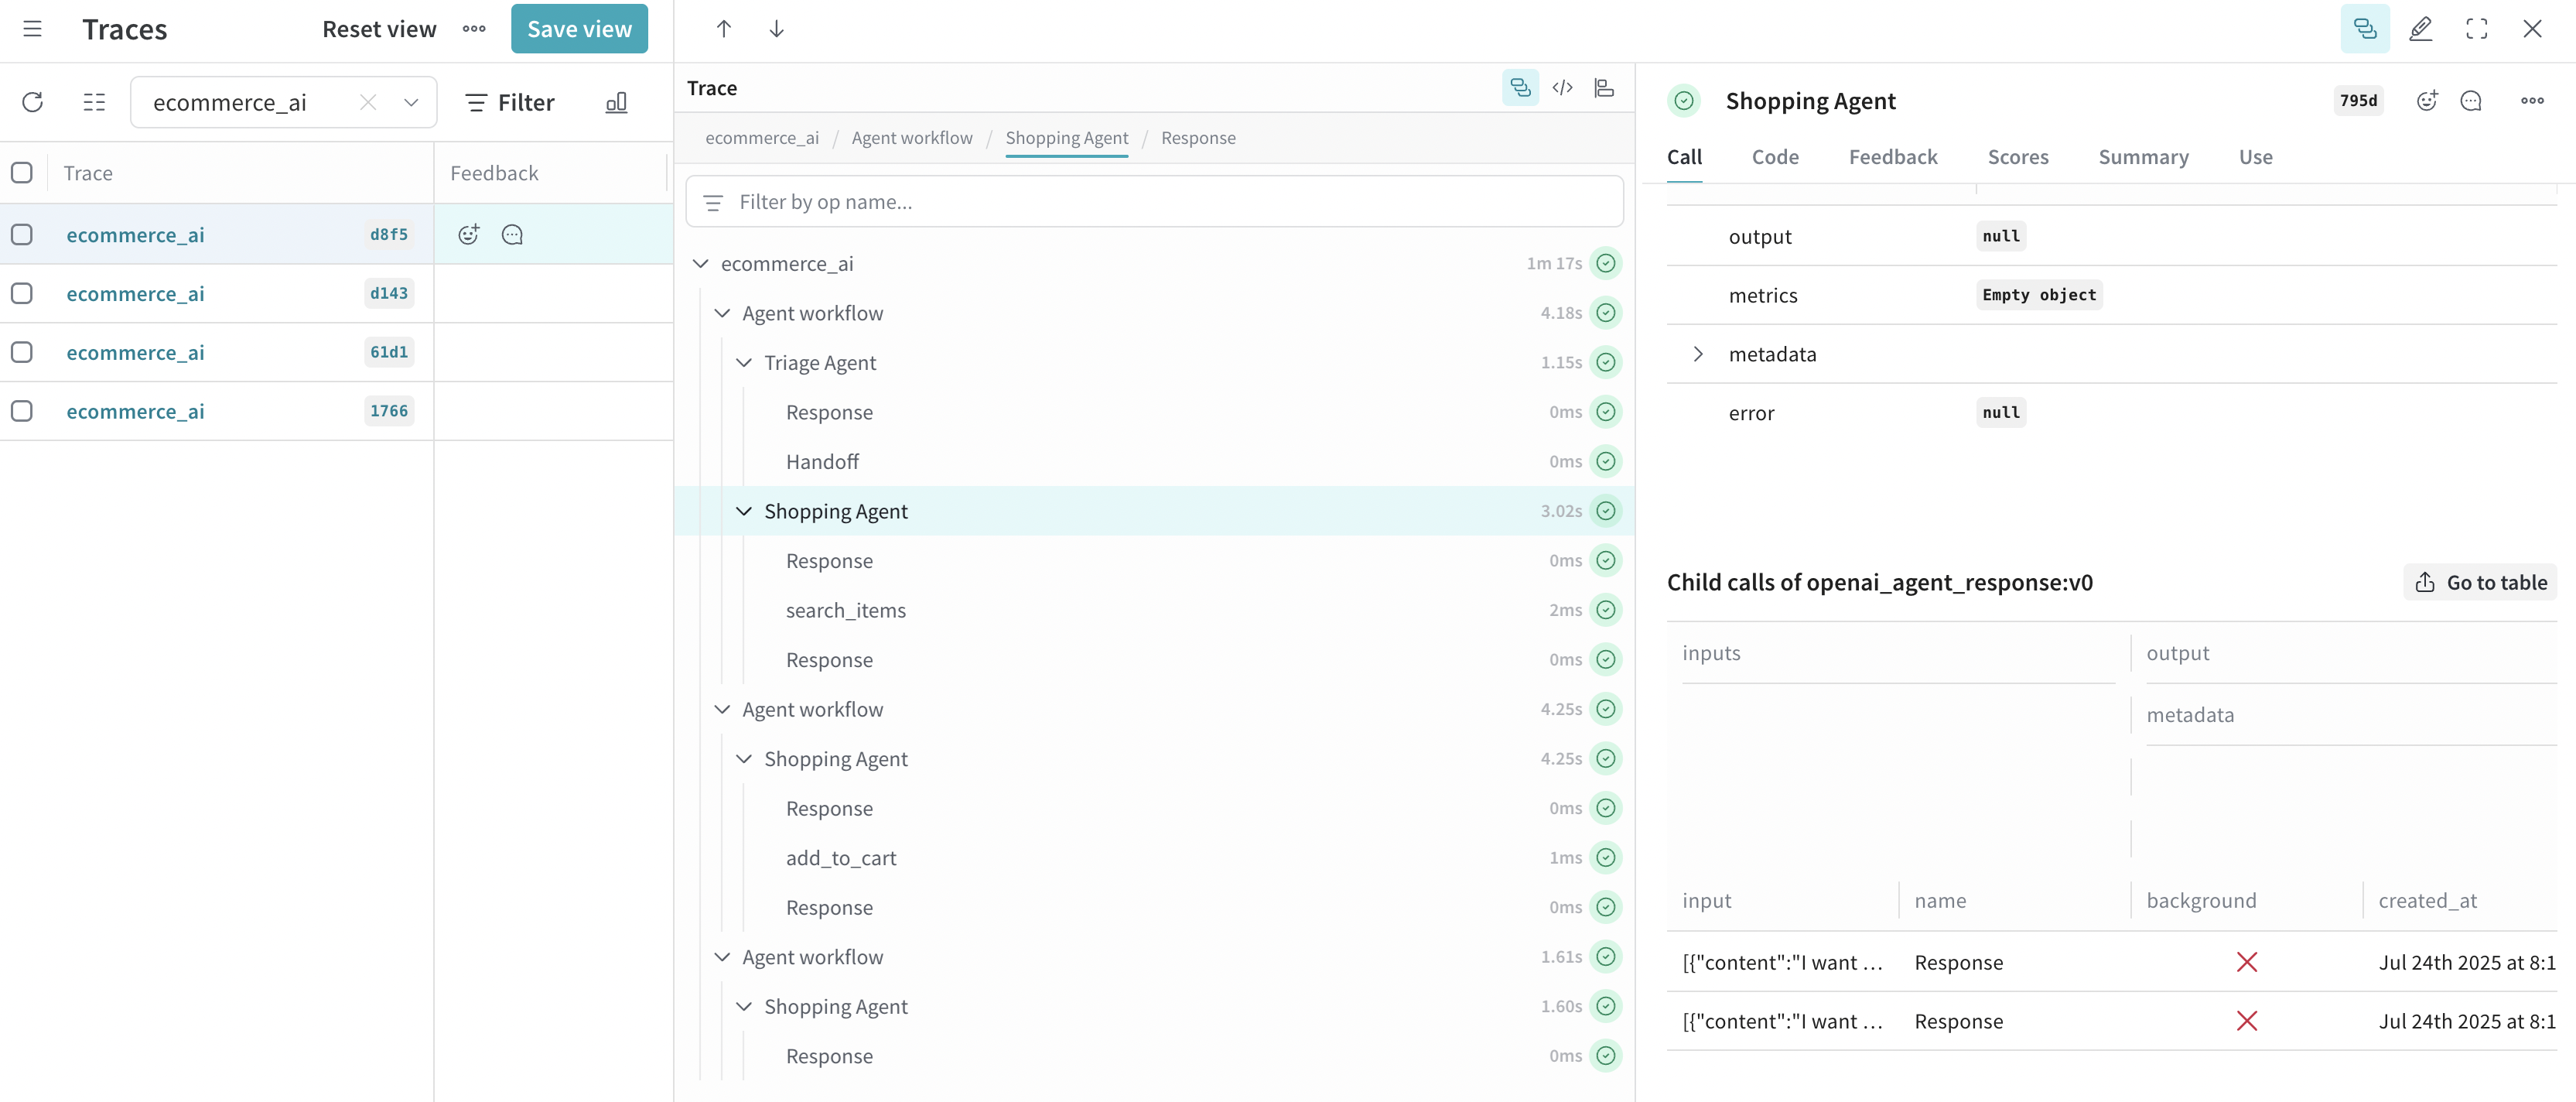 Traces
Reset view
Save view
ecommerce_ai
Filter
Trace
Feedback
ecommerce_ai d8f5
ecommerce_ai d143
ecommerce_ai 61d1
ecommerce_ai 1766
Trace
ecommerce_ai / Agent workflow / Shopping Agent / Response
Filter by op name...
ecommerce_ai 1m 17s
Agent workflow 4.18s
Triage Agent 1.15s
Response 0ms
Handoff 0ms
Shopping Agent 3.02s
Response 0ms
search_items 2ms
Response 0ms
Agent workflow 4.25s
Shopping Agent 4.25s
Response 0ms
add_to_cart 1ms
Response 0ms
Agent workflow 1.61s
Shopping Agent 1.60s
Response 0ms
Shopping Agent 795d
Call Code Feedback Scores Summary Use
output null
metrics Empty object
metadata
error null
Child calls of openai_agent_response:v0
Go to table
inputs output
metadata
input name background created_at
[{"content":"I want ... Response Jul 24th 2025 at 8:1
[{"content":"I want ... Response Jul 24th 2025 at 8:1